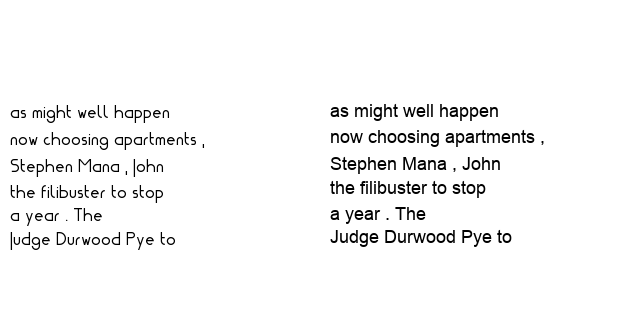 as might well happen
now choosing apartments ,
Stephen Mana , John
the filibuster to stop
a year . The
Judge Durwood Pye to
as might well happen
now choosing apartments ,
Stephen Mana , John
the filibuster to stop
a year . The
Judge Durwood Pye to